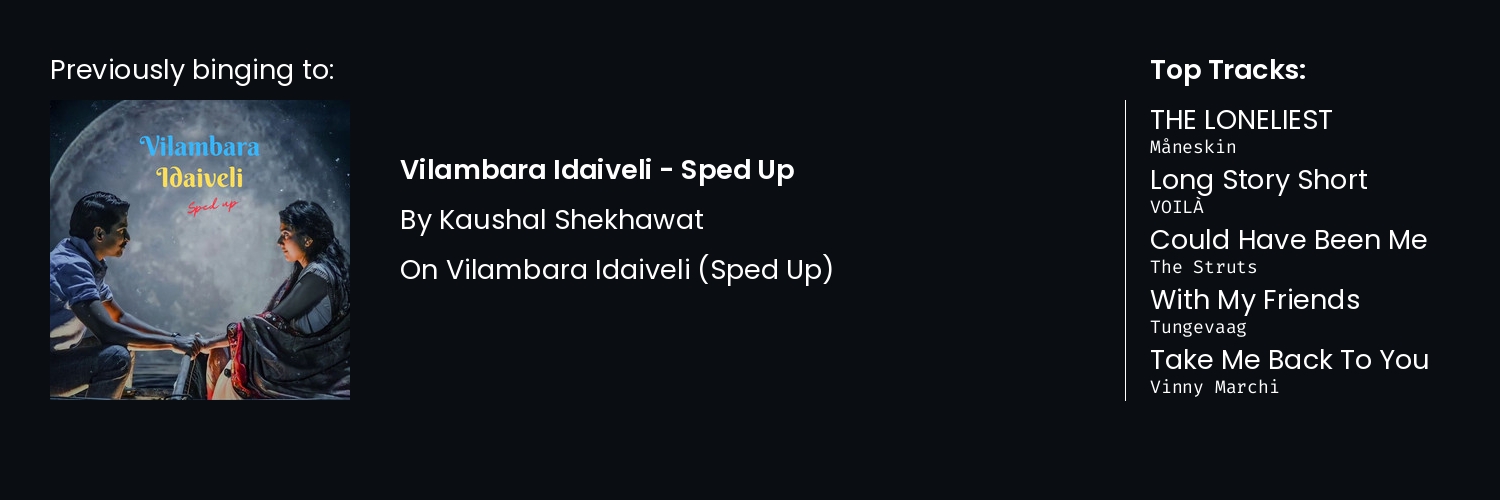 Previously binging to:
Vilambara
Idaiveli
Sped up
Vilambara Idaiveli - Sped Up
By Kaushal Shekhawat
On Vilambara Idaiveli (Sped Up)
Top Tracks:
THE LONELIEST
Måneskin
Long Story Short
VOILÀ
Could Have Been Me
The Struts
With My Friends
Tungevaag
Take Me Back To You
Vinny Marchi